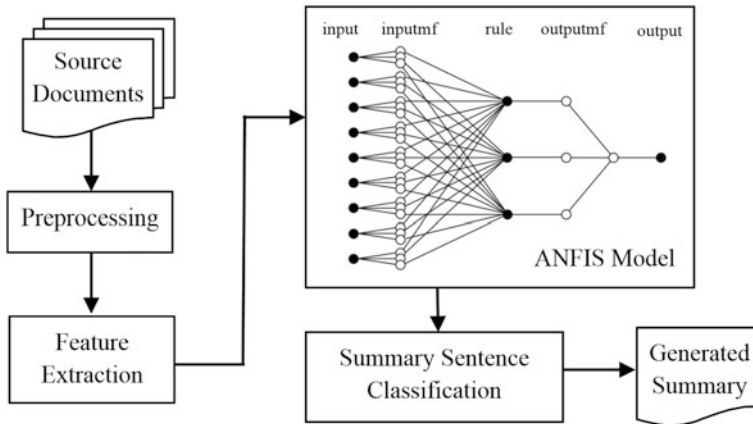 Source
Documents
Preprocessing
Feature
Extraction
input inputmf rule outputmf output
ANFIS Model
Summary Sentence
Classification
Generated
Summary